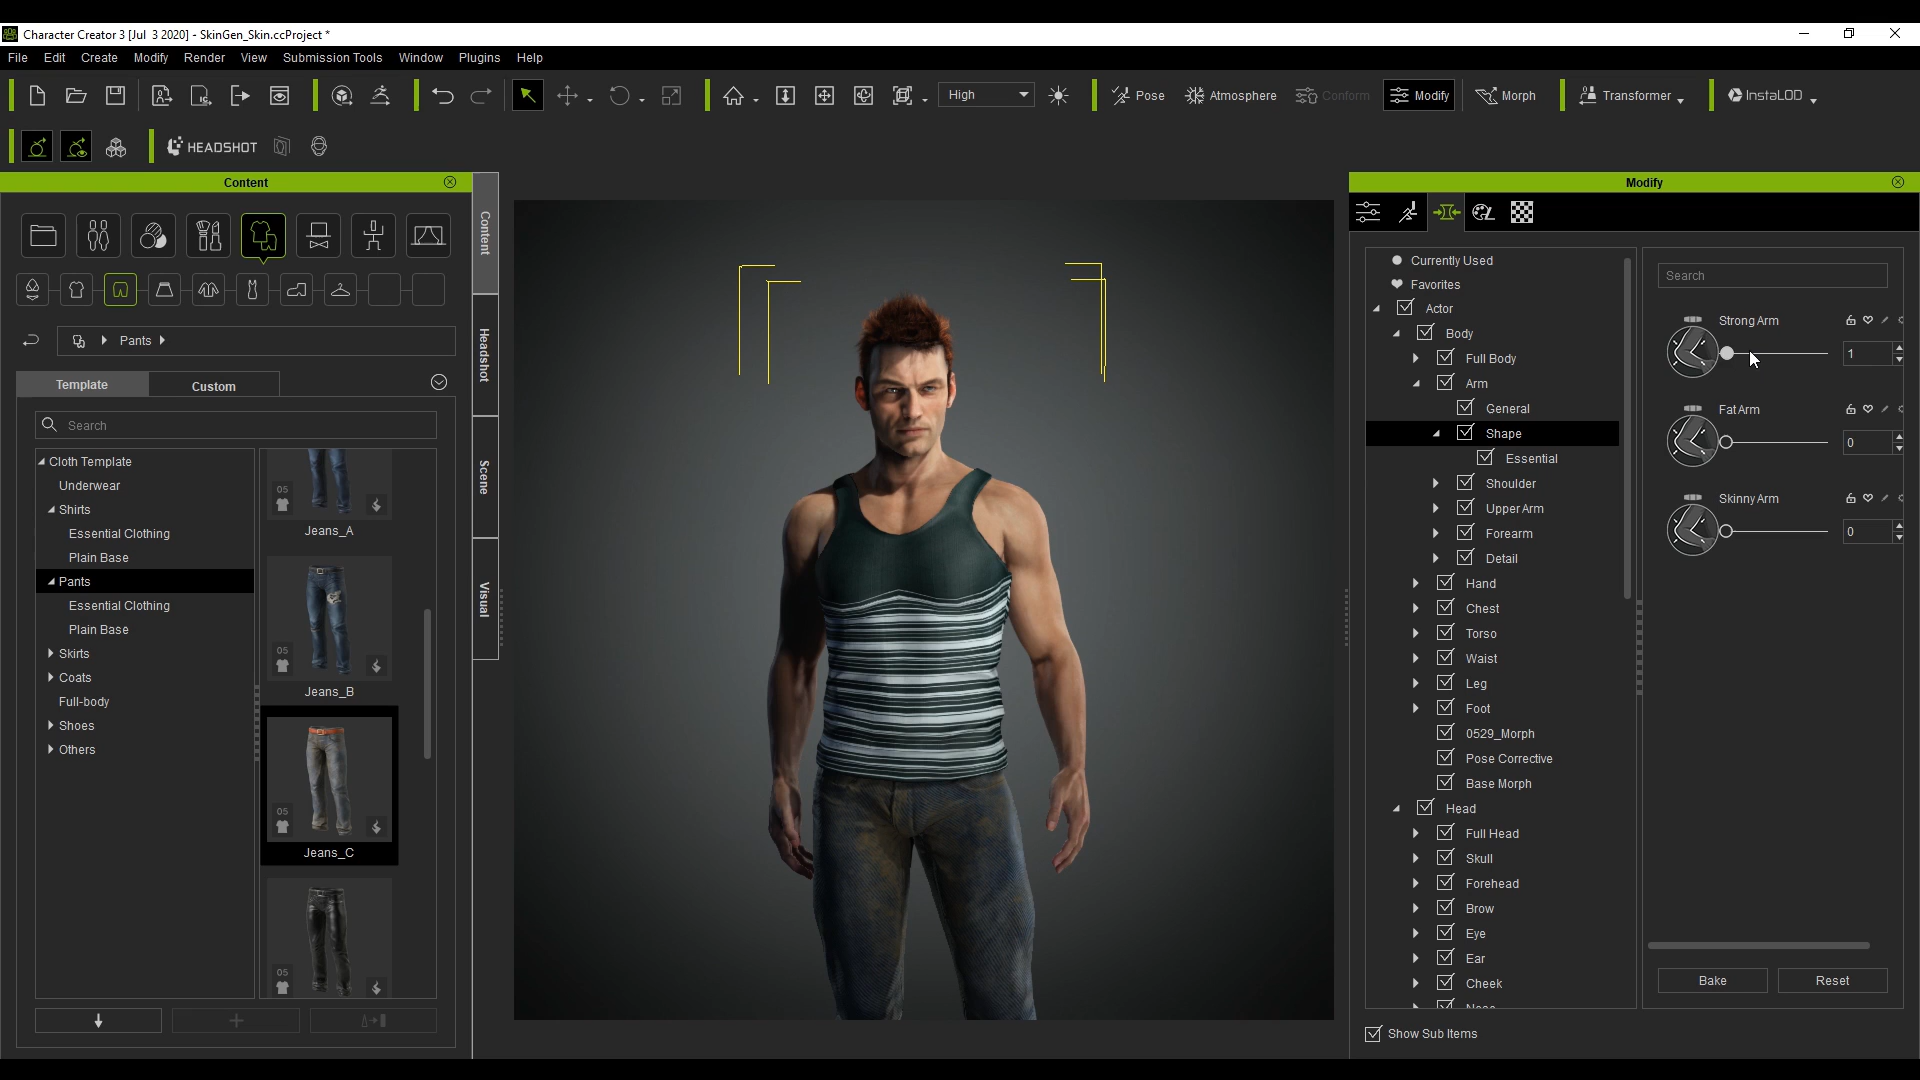 Character Creator 3 [Jul 3 2020] - SkinGen_Skin.ccProject *
File Edit Create Modify Render View Submission Tools Window Plugins Help
High Pose Atmosphere Conform Modify Morph Transformer InstaLOD
HEADSHOT
Content
Content
Headshot
Scene
Visual
Pants
Template Custom
Search
Cloth Template
Underwear
Shirts
Essential Clothing
Plain Base
Pants
Essential Clothing
Plain Base
Skirts
Coats
Full-body
Shoes
Others
05
Jeans_A
05
Jeans_B
05
Jeans_C
05
Modify
Currently Used
Favorites
Actor
Body
Full Body
Arm
General
Shape
Essential
Shoulder
Upper Arm
Forearm
Detail
Hand
Chest
Torso
Waist
Leg
Foot
0529_Morph
Pose Corrective
Base Morph
Head
Full Head
Skull
Forehead
Brow
Eye
Ear
Cheek
Nose
Show Sub Items
Search
Strong Arm
1
Fat Arm
0
Skinny Arm
0
Bake Reset